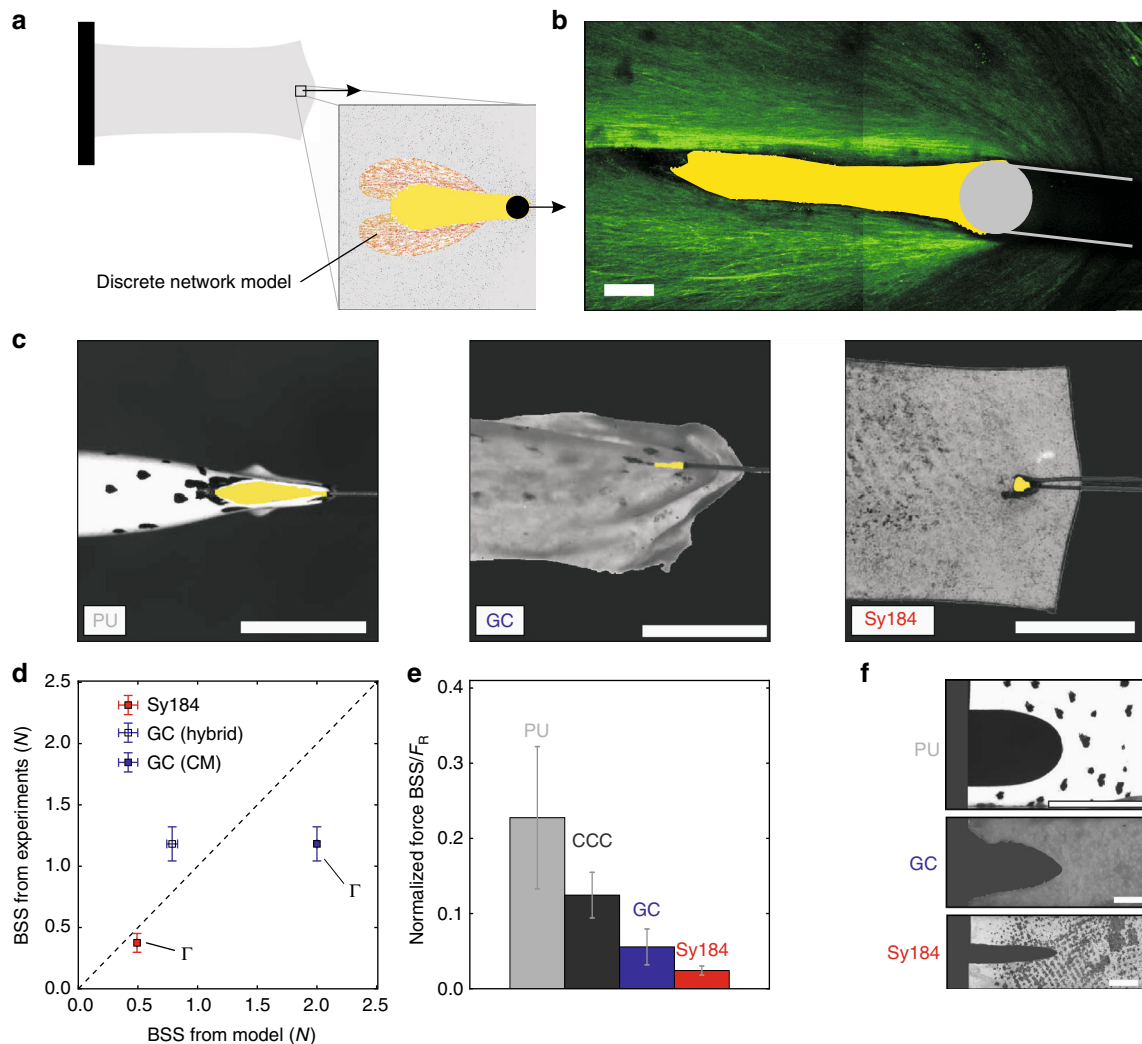 a
Discrete network model
b
c
PU
GC
Sy184
d
BSS from experiments (N)
2.5
2.0
1.5
1.0
0.5
0.0
0.0 0.5 1.0 1.5 2.0 2.5
BSS from model (N)
Sy184
GC (hybrid)
GC (CM)
Γ
Γ
e
Normalized force BSS/F_R
0.4
0.3
0.2
0.1
0.0
PU
CCC
GC
Sy184
f
PU
GC
Sy184